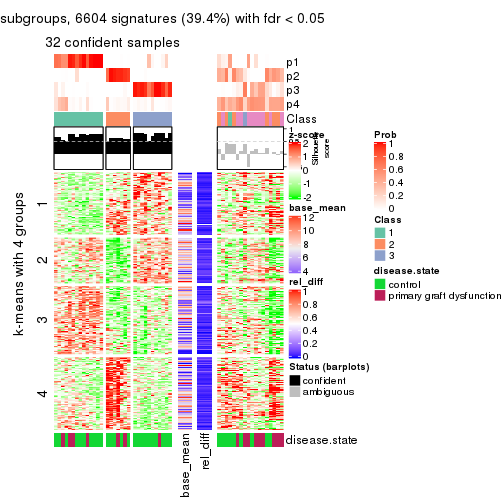 subgroups, 6604 signatures (39.4%) with fdr < 0.05
32 confident samples
p1
p2
p3
p4
Class
1
Silhouette
score
z-score
2
1
0
-1
-2
base_mean
12
10
8
6
4
rel_diff
1
0.8
0.6
0.4
0.2
0
Status (barplots)
confident
ambiguous
Prob
1
0.8
0.6
0.4
0.2
0
Class
1
2
3
disease.state
control
primary graft dysfunction
k-means with 4 groups
1
2
3
4
disease.state
base_mean
rel_diff